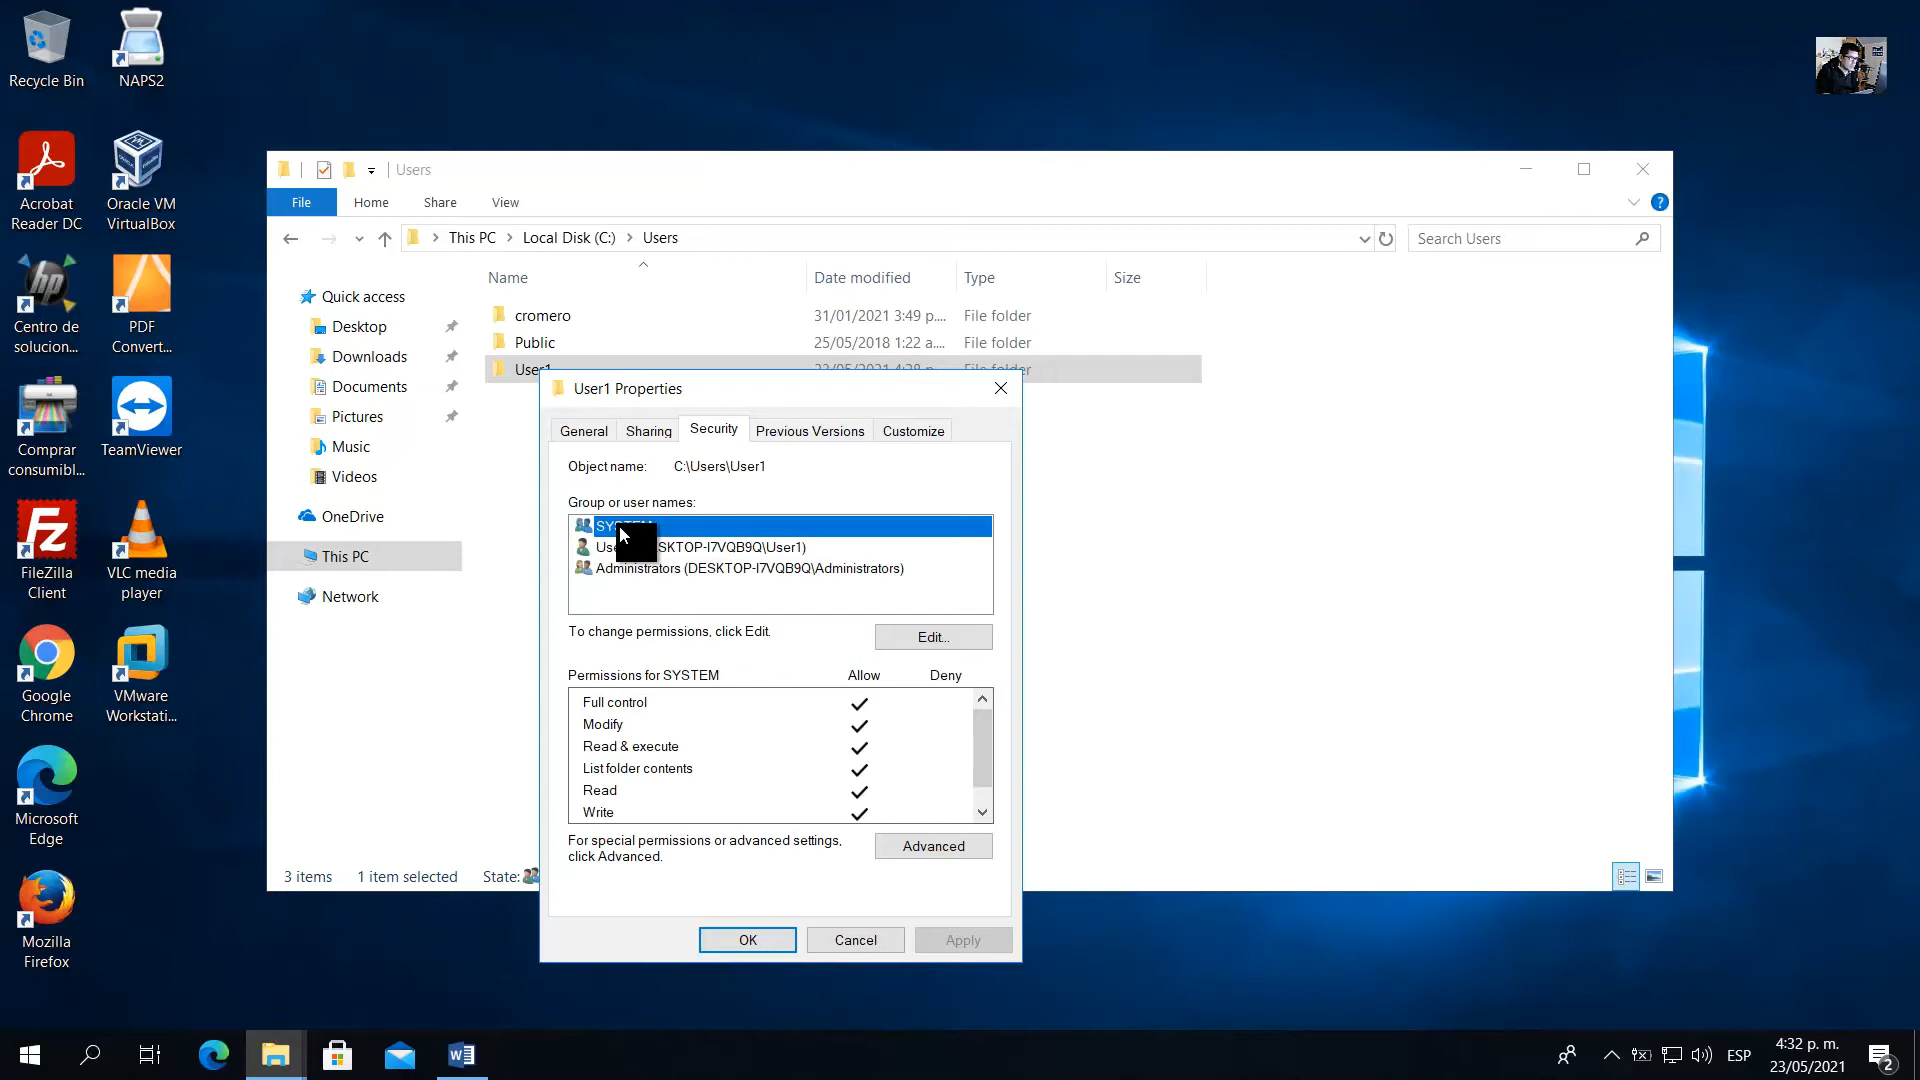 Recycle Bin
NAPS2
Acrobat
Reader DC
Oracle VM
VirtualBox
Centro de
solucion...
PDF
Convert...
Comprar
consumibl...
TeamViewer
FileZilla
Client
VLC media
player
Google
Chrome
VMware
Workstati...
Microsoft
Edge
Mozilla
Firefox
Users
File
Home
Share
View
This PC
Local Disk (C:)
Users
Search Users
Name
Date modified
Type
Size
Quick access
Desktop
Downloads
Documents
Pictures
Music
Videos
OneDrive
This PC
Network
cromero 31/01/2021 3:49 p.... File folder
Public 25/05/2018 1:22 a.... File folder
User1
3 items
1 item selected
State:
User1 Properties
General
Sharing
Security
Previous Versions
Customize
Object name: C:\Users\User1
Group or user names:
SYSTEM
SKTOP-I7VQB9Q\User1)
Administrators (DESKTOP-I7VQB9Q\Administrators)
To change permissions, click Edit.
Edit...
Permissions for SYSTEM Allow Deny
Full control
Modify
Read & execute
List folder contents
Read
Write
For special permissions or advanced settings,
click Advanced.
Advanced
OK
Cancel
Apply
ESP
4:32 p. m.
23/05/2021
2